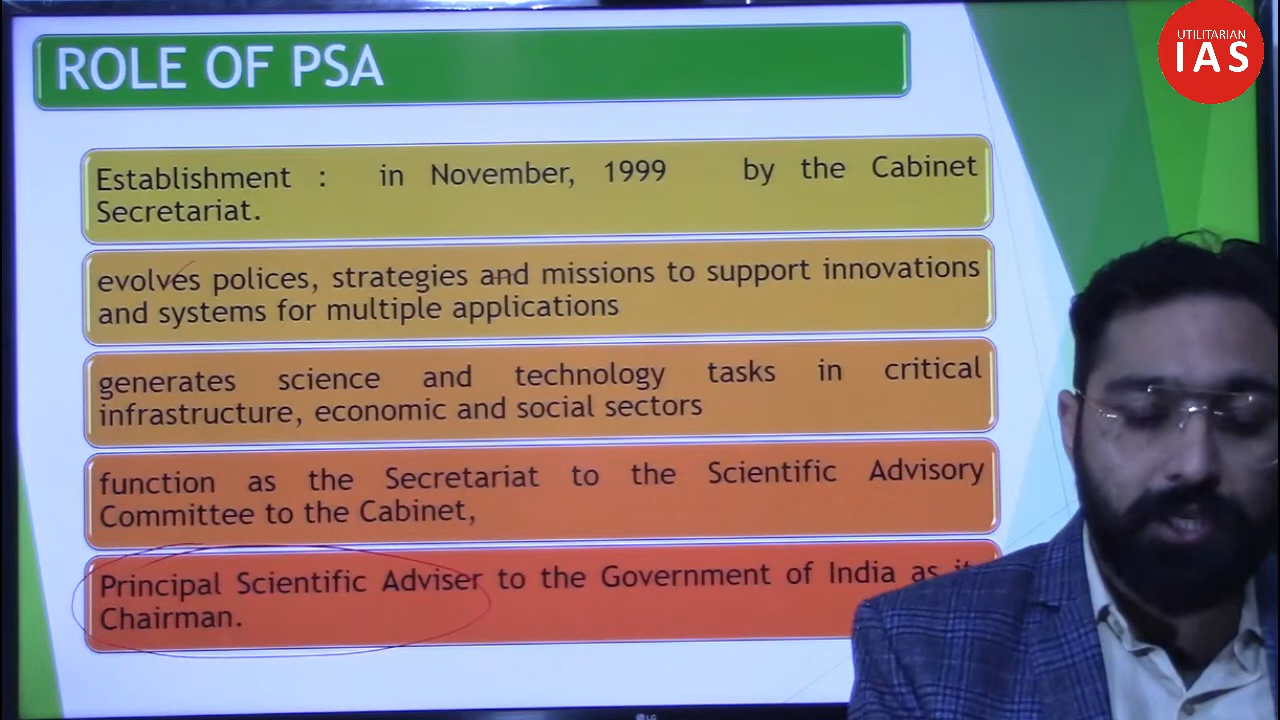 UTILITARIAN
IAS
ROLE OF PSA
Establishment : in November, 1999 by the Cabinet
Secretariat.
evolves polices, strategies and missions to support innovations
and systems for multiple applications
generates science and technology tasks in critical
infrastructure, economic and social sectors
function as the Secretariat to the Scientific Advisory
Committee to the Cabinet,
Principal Scientific Adviser to the Government of India as
Chairman.
LG